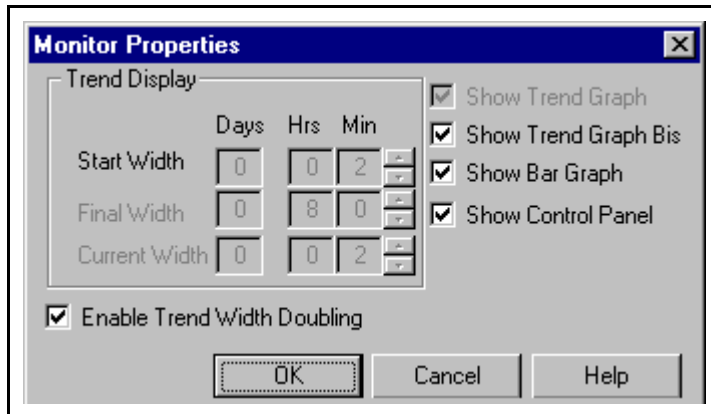 Monitor Properties
Trend Display
Days Hrs Min
Start Width 0 0 2
Final Width 0 8 0
Current Width 0 0 2
Show Trend Graph
Show Trend Graph Bis
Show Bar Graph
Show Control Panel
Enable Trend Width Doubling
OK Cancel Help